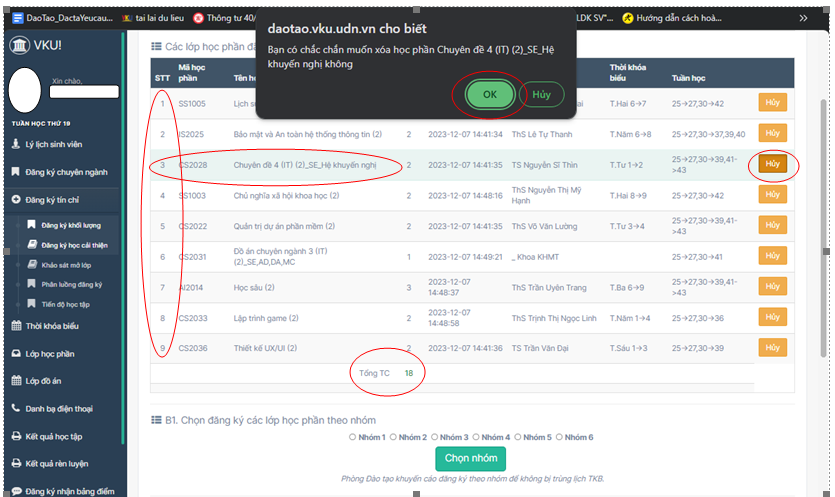 DaoTao_DactaYeucau...
tai lai du lieu
Thông tư 40/
LDK SV"...
Hướng dẫn cách hoà...
daotao.vku.udn.vn cho biết
Bạn có chắc chắn muốn xóa học phần Chuyên đề 4 (IT) (2)_SE_Hệ
khuyến nghị không
OK
Hủy
VKU!
Xin chào,
TUẦN HỌC THỨ 19
Lý lịch sinh viên
Đăng ký chuyên ngành
Đăng ký tín chỉ
Đăng ký khối lượng
Đăng ký học cải thiện
Khảo sát mở lớp
Phân luồng đăng ký
Tiến độ học tập
Thời khóa biểu
Lớp học phần
Lớp đồ án
Danh bạ điện thoại
Kết quả học tập
Kết quả rèn luyện
Đăng ký nhận bảng điểm
Các lớp học phần đã
STT Mã học phần Tên họ Thời khóa biểu Tuần học
1 SS1005 Lịch s ai T.Hai 6->7 25->27,30->42 Hủy
2 IS2025 Bảo mật và An toàn hệ thống thông tin (2) 2 2023-12-07 14:41:34 ThS Lê Tự Thanh T.Năm 6->8 25->27,30->37,39,40 Hủy
3 CS2028 Chuyên đề 4 (IT) (2)_SE_Hệ khuyến nghị 2 2023-12-07 14:41:35 TS Nguyễn Sĩ Thìn T.Tư 1->2 25->27,30->39,41->43 Hủy
4 SS1003 Chủ nghĩa xã hội khoa học (2) 2 2023-12-07 14:48:16 ThS Nguyễn Thị Mỹ Hạnh T.Hai 8->9 25->27,30->42 Hủy
5 CS2022 Quản trị dự án phần mềm (2) 2 2023-12-07 14:41:35 ThS Võ Văn Lường T.Tư 3->4 25->27,30->39,41->43 Hủy
6 CS2031 Đồ án chuyên ngành 3 (IT) (2)_SE,AD,DA,MC 1 2023-12-07 14:49:21 _ Khoa KHMT 25->27,30->41 Hủy
7 AI2014 Học sâu (2) 3 2023-12-07 14:48:37 ThS Trần Uyên Trang T.Ba 6->9 25->27,30->39,41->43 Hủy
8 CS2033 Lập trình game (2) 2 2023-12-07 14:48:58 ThS Trịnh Thị Ngọc Linh T.Năm 1->4 25->27,30->36 Hủy
9 CS2036 Thiết kế UX/UI (2) 2 2023-12-07 14:41:36 TS Trần Văn Đại T.Sáu 1->3 25->27,30->39 Hủy
Tổng TC 18
B1. Chọn đăng ký các lớp học phần theo nhóm
Nhóm 1 Nhóm 2 Nhóm 3 Nhóm 4 Nhóm 5 Nhóm 6
Chọn nhóm
Phòng Đào tạo khuyến cáo đăng ký theo nhóm để không bị trùng lịch TKB.